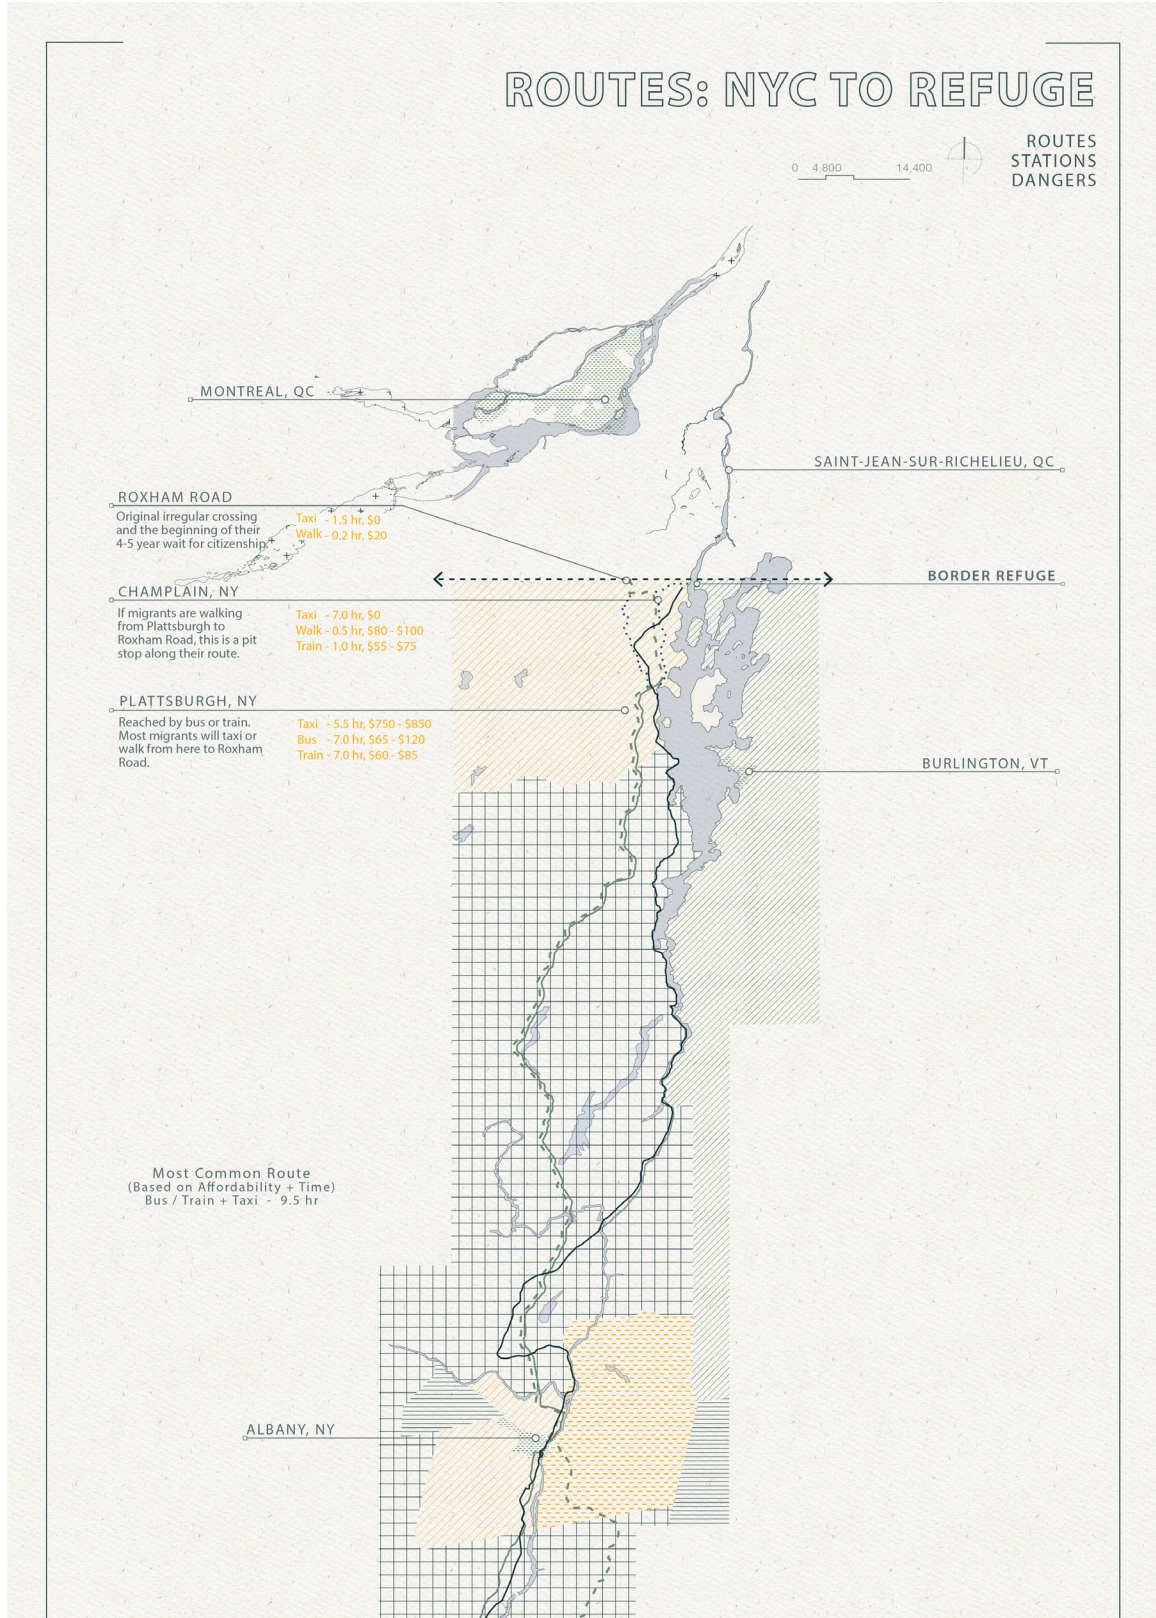 ROUTES: NYC TO REFUGE
ROUTES
STATIONS
DANGERS
0 4,800 14,400
MONTREAL, QC
SAINT-JEAN-SUR-RICHELIEU, QC
ROXHAM ROAD
Original irregular crossing
and the beginning of their
4-5 year wait for citizenship.
Taxi - 1.5 hr, $0
Walk - 0.2 hr, $20
BORDER REFUGE
CHAMPLAIN, NY
If migrants are walking
from Plattsburgh to
Roxham Road, this is a pit
stop along their route.
Taxi - 7.0 hr, $0
Walk - 0.5 hr, $80 - $100
Train - 1.0 hr, $55 - $75
PLATTSBURGH, NY
Reached by bus or train.
Most migrants will taxi or
walk from here to Roxham
Road.
Taxi - 5.5 hr, $750 - $850
Bus - 7.0 hr, $65 - $120
Train - 7.0 hr, $60 - $85
BURLINGTON, VT
Most Common Route
(Based on Affordability + Time)
Bus / Train + Taxi - 9.5 hr
ALBANY, NY